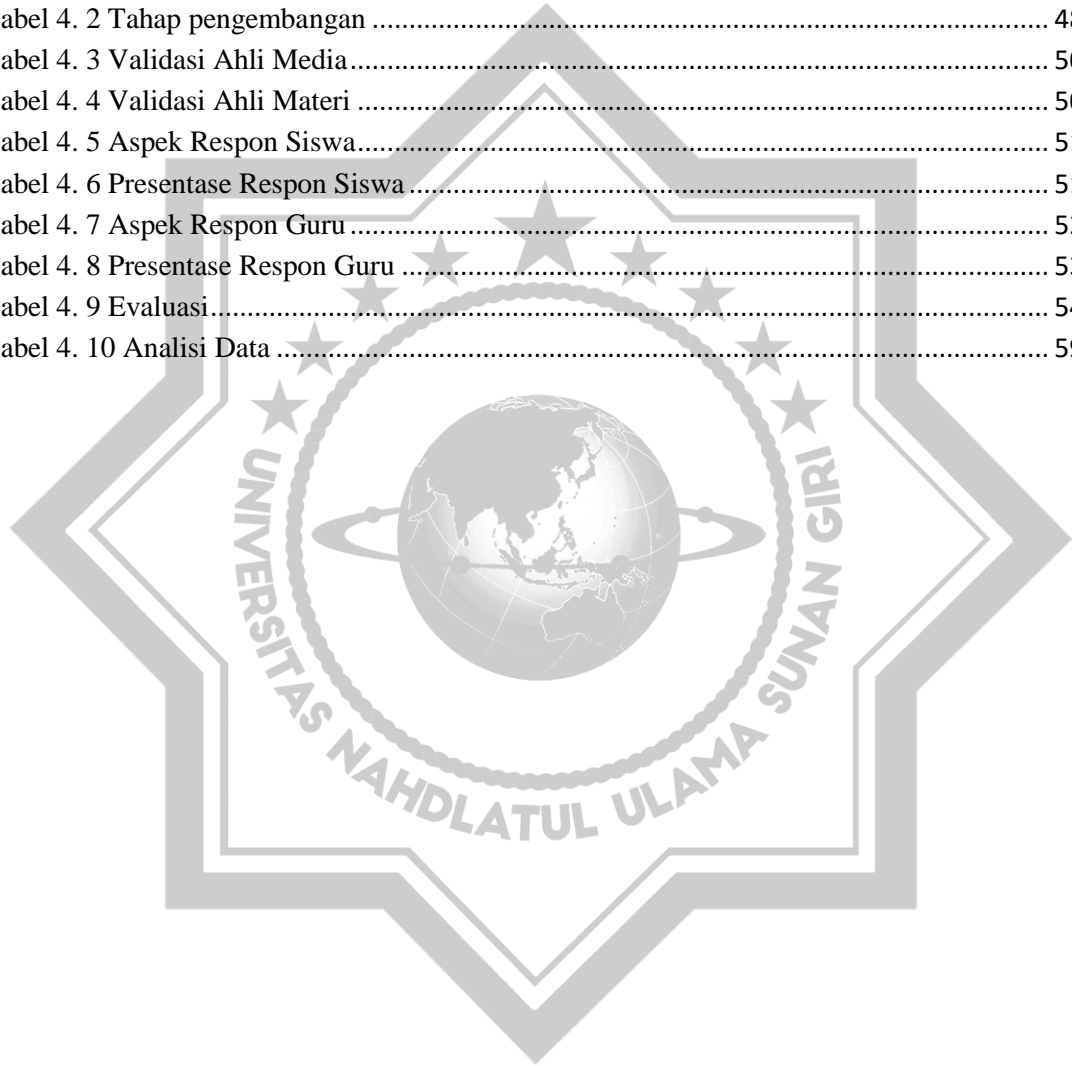 abel 4. 2 Tahap pengembangan ........................................ 48
abel 4. 3 Validasi Ahli Media ........................................ 50
abel 4. 4 Validasi Ahli Materi ........................................ 50
abel 4. 5 Aspek Respon Siswa ........................................ 51
abel 4. 6 Presentase Respon Siswa ........................................ 51
abel 4. 7 Aspek Respon Guru ........................................ 52
abel 4. 8 Presentase Respon Guru ........................................ 53
abel 4. 9 Evaluasi ........................................ 54
abel 4. 10 Analisi Data ........................................ 59
UNIVERSITAS NAHDLATUL ULAMA SUNAN GIRI